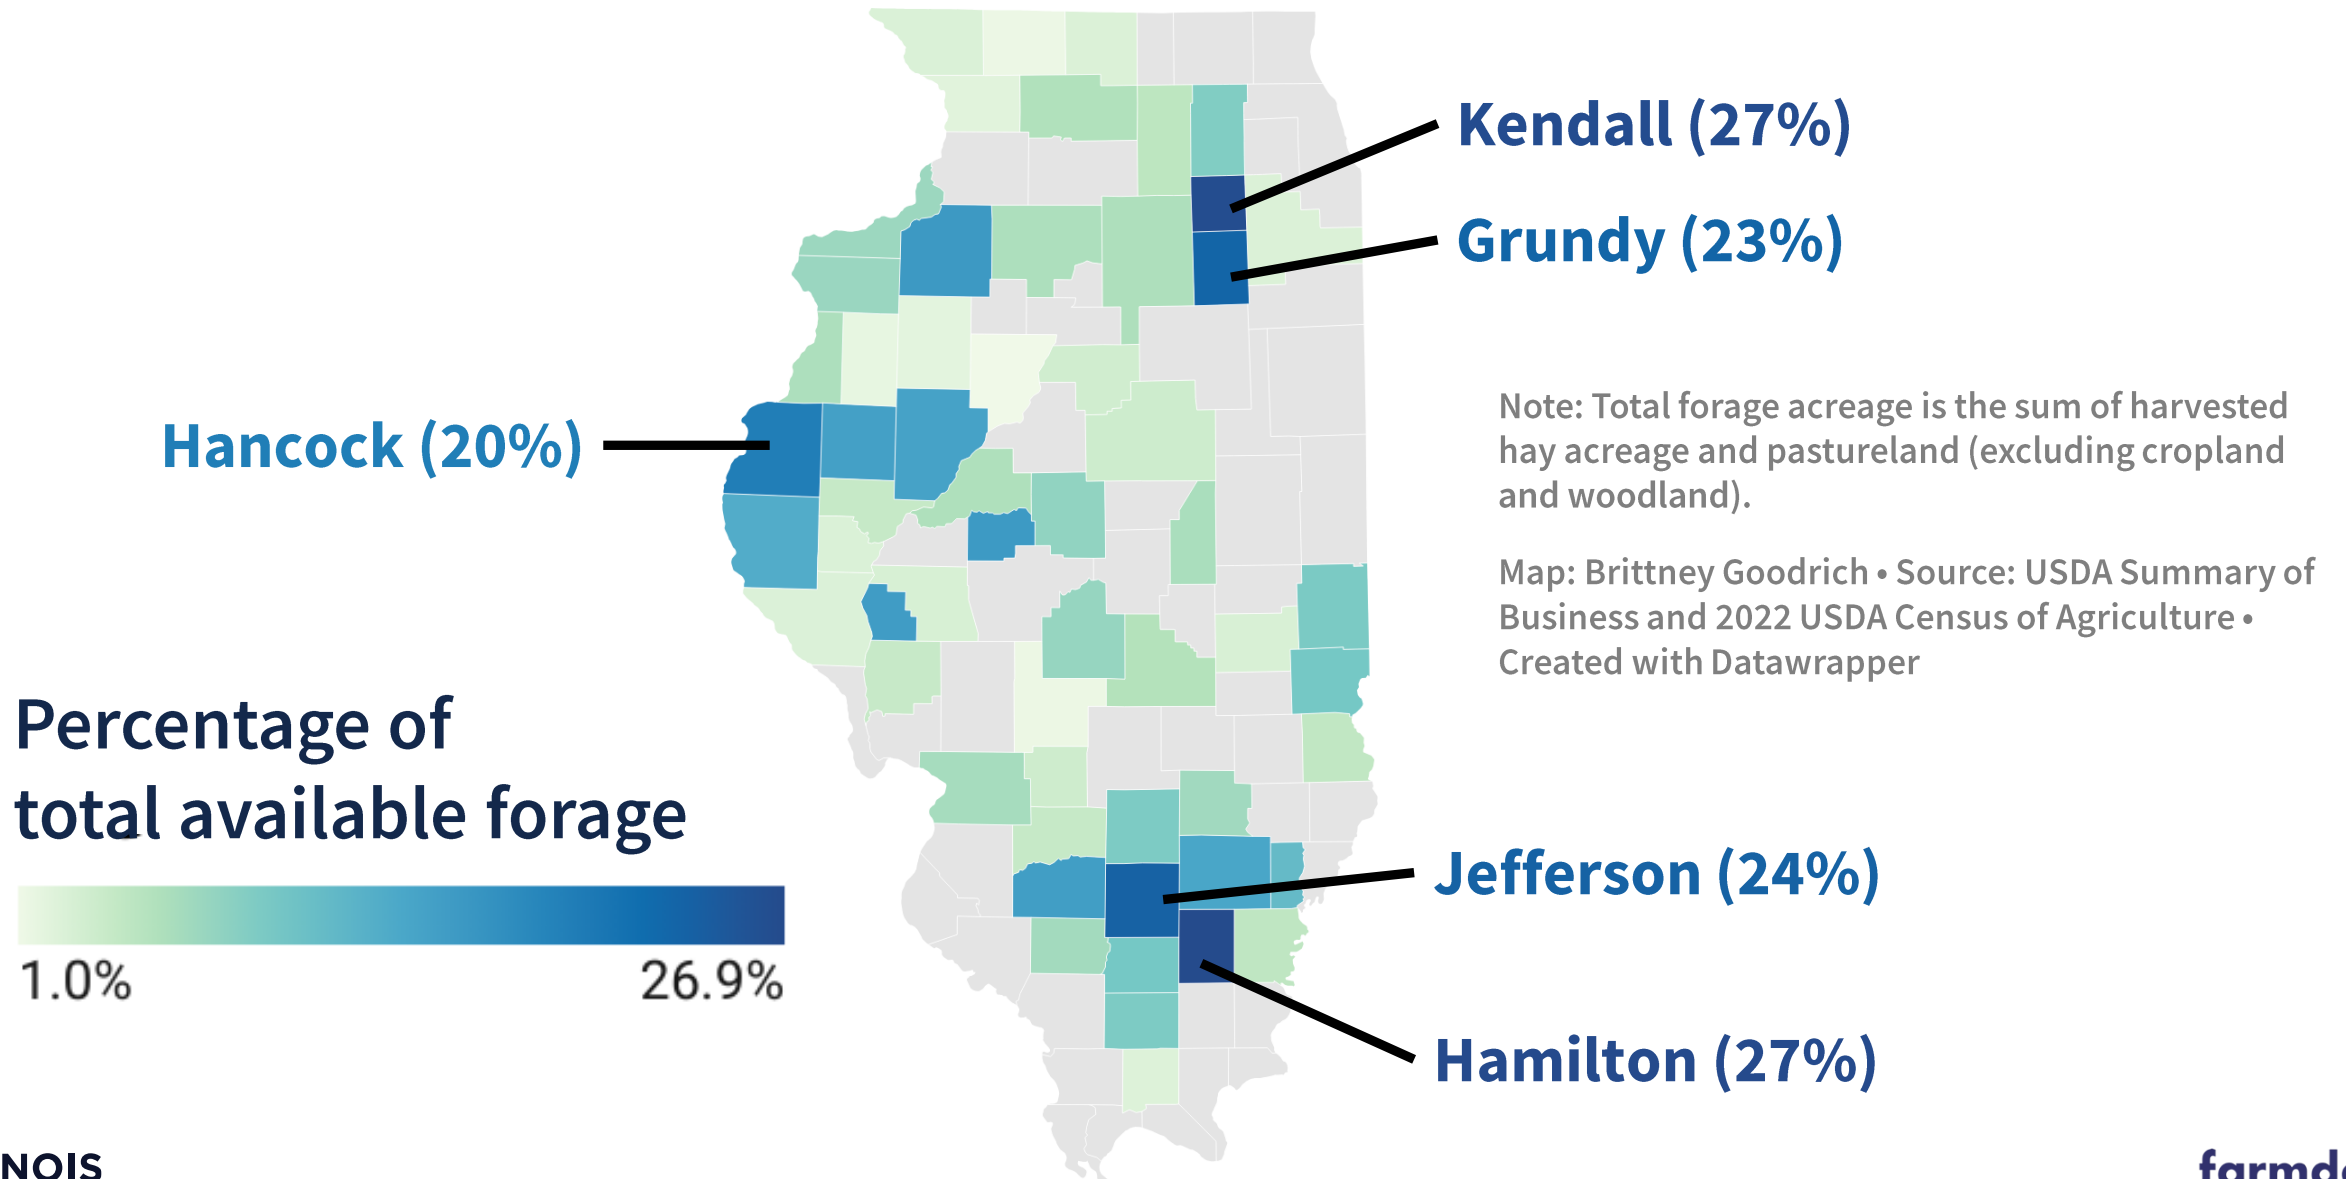 Kendall (27%)
Grundy (23%)
Hancock (20%)
Note: Total forage acreage is the sum of harvested
hay acreage and pastureland (excluding cropland
and woodland).
Map: Brittney Goodrich • Source: USDA Summary of
Business and 2022 USDA Census of Agriculture •
Created with Datawrapper
Percentage of
total available forage
1.0% 26.9%
Jefferson (24%)
Hamilton (27%)
NOIS
farmd